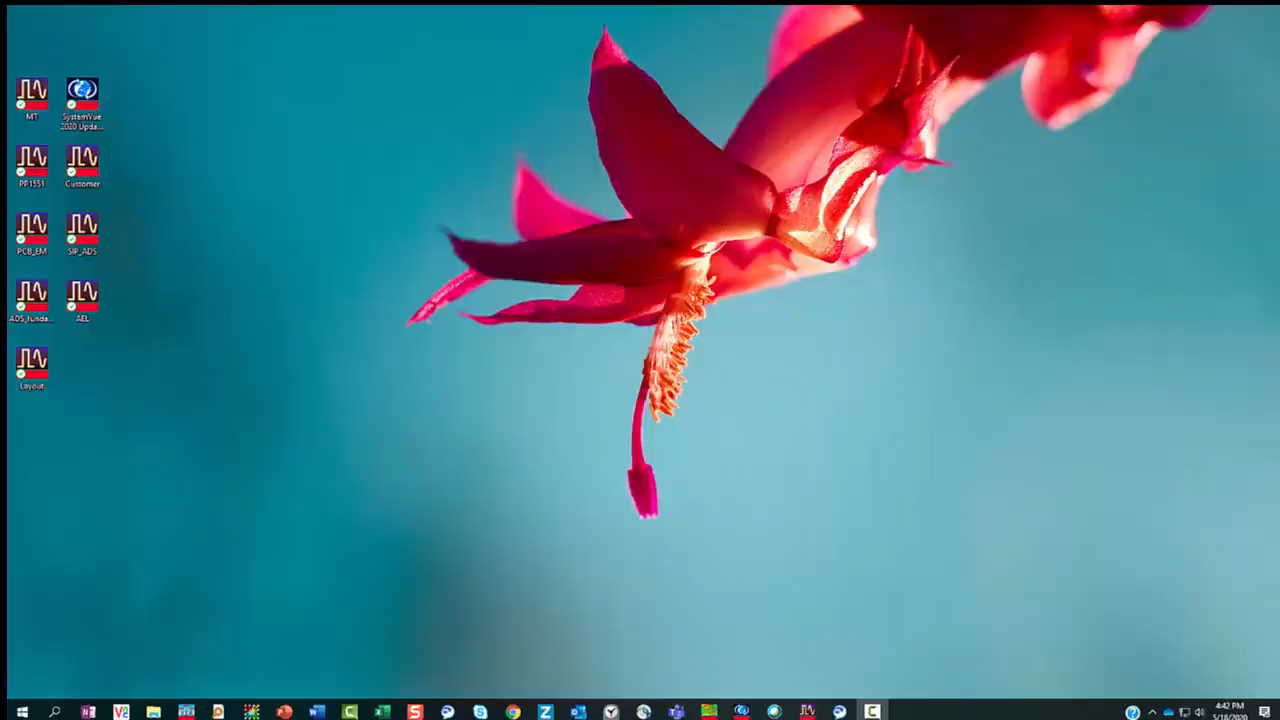 MT
SystemVue
2020 Upda...
PP1551
Customer
PCB_EM
SIP_ADS
ADS_Funda...
AEL
Layout
4:42 PM
5/18/2020